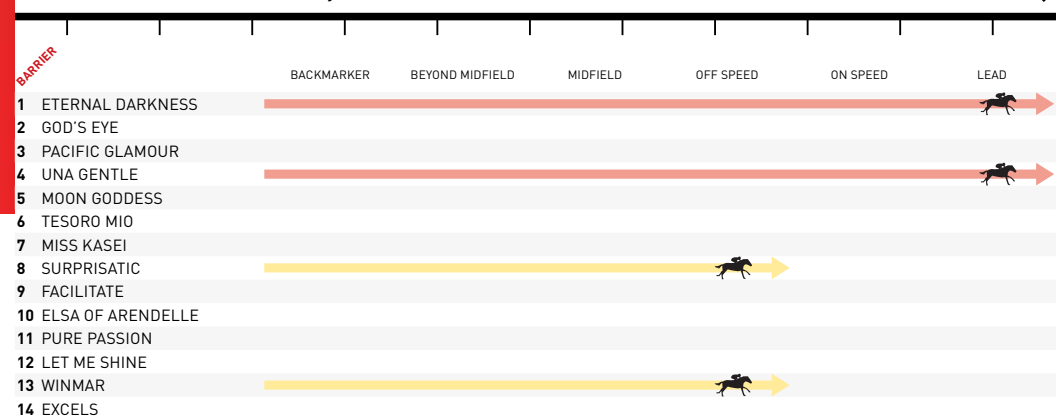 BARRIER
BACKMARKER BEYOND MIDFIELD MIDFIELD OFF SPEED ON SPEED LEAD
1 ETERNAL DARKNESS
2 GOD'S EYE
3 PACIFIC GLAMOUR
4 UNA GENTLE
5 MOON GODDESS
6 TESORO MIO
7 MISS KASEI
8 SURPRISATIC
9 FACILITATE
10 ELSA OF ARENDELLE
11 PURE PASSION
12 LET ME SHINE
13 WINMAR
14 EXCELS